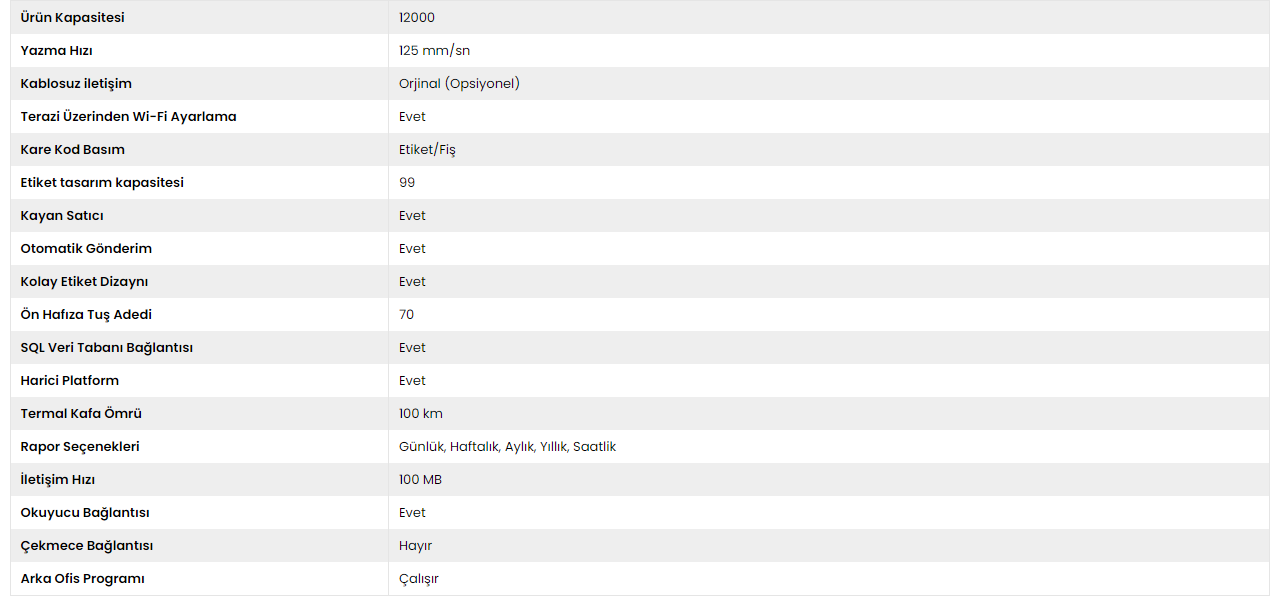 Ürün Kapasitesi 12000
Yazma Hızı 125 mm/sn
Kablosuz iletişim Orjinal (Opsiyonel)
Terazi Üzerinden Wi-Fi Ayarlama Evet
Kare Kod Basım Etiket/Fiş
Etiket tasarım kapasitesi 99
Kayan Satıcı Evet
Otomatik Gönderim Evet
Kolay Etiket Dizaynı Evet
Ön Hafıza Tuş Adedi 70
SQL Veri Tabanı Bağlantısı Evet
Harici Platform Evet
Termal Kafa Ömrü 100 km
Rapor Seçenekleri Günlük, Haftalık, Aylık, Yıllık, Saatlik
İletişim Hızı 100 MB
Okuyucu Bağlantısı Evet
Çekmece Bağlantısı Hayır
Arka Ofis Programı Çalışır